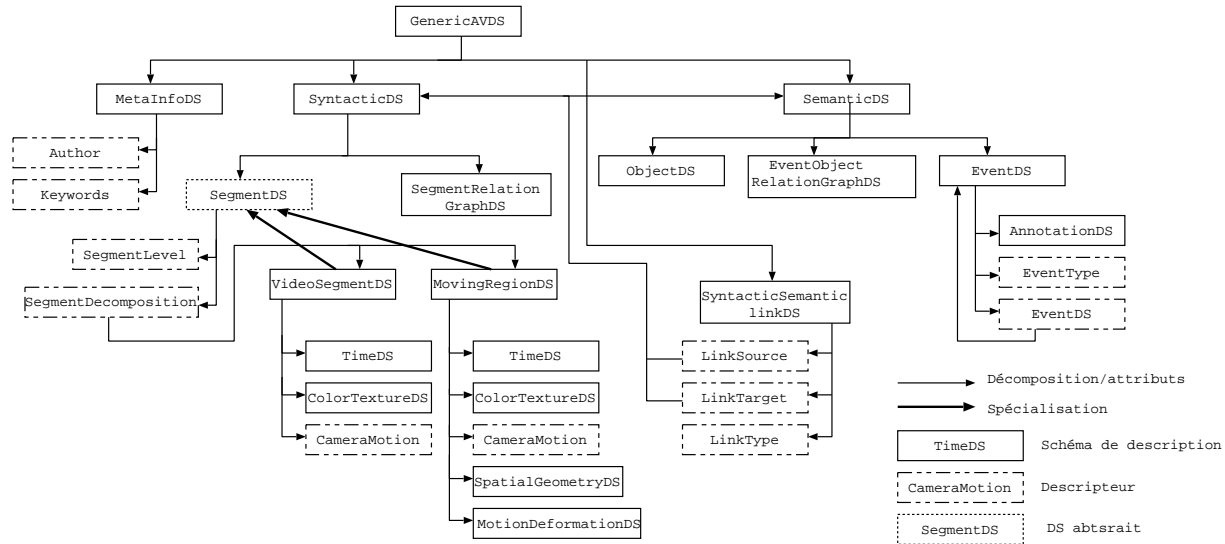 GenericAVDS
MetaInfoDS
SyntacticDS
SemanticDS
Author
Keywords
SegmentDS
SegmentRelation
GraphDS
ObjectDS
EventObject
RelationGraphDS
EventDS
SegmentLevel
SegmentDecomposition
VideoSegmentDS
MovingRegionDS
SyntacticSemantic
linkDS
AnnotationDS
EventType
EventDS
TimeDS
ColorTextureDS
CameraMotion
TimeDS
ColorTextureDS
CameraMotion
SpatialGeometryDS
MotionDeformationDS
LinkSource
LinkTarget
LinkType
Décomposition/attributs
Spécialisation
TimeDS
Schéma de description
CameraMotion
Descripteur
SegmentDS
DS abtsrait